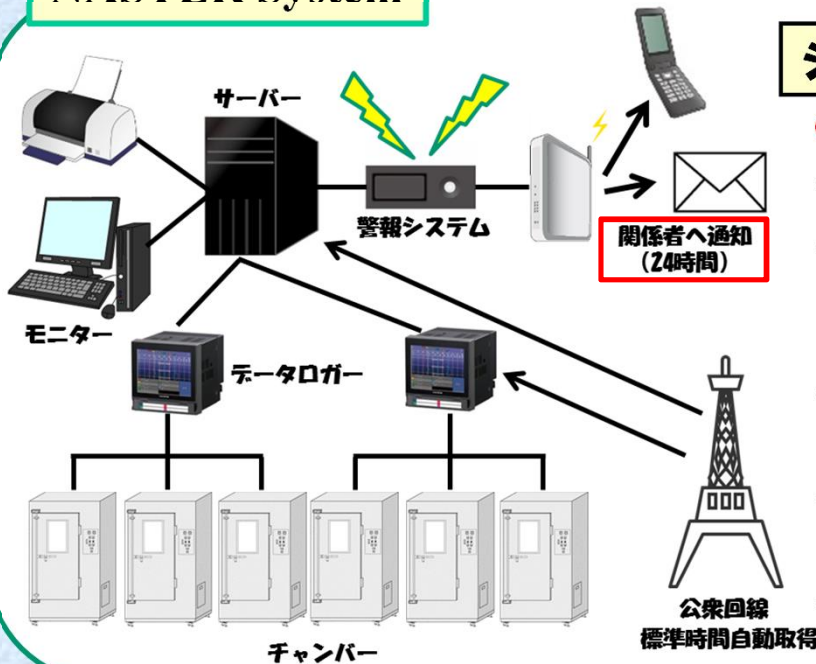 System
サーバー
警報システム
関係者へ通知
(24時間)
モニター
データロガー
チャンバー
公衆回線
標準時間自動取得